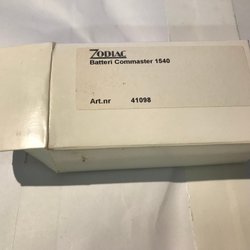 ZODIAC
Batteri Commaster 1540
Art.nr 41098